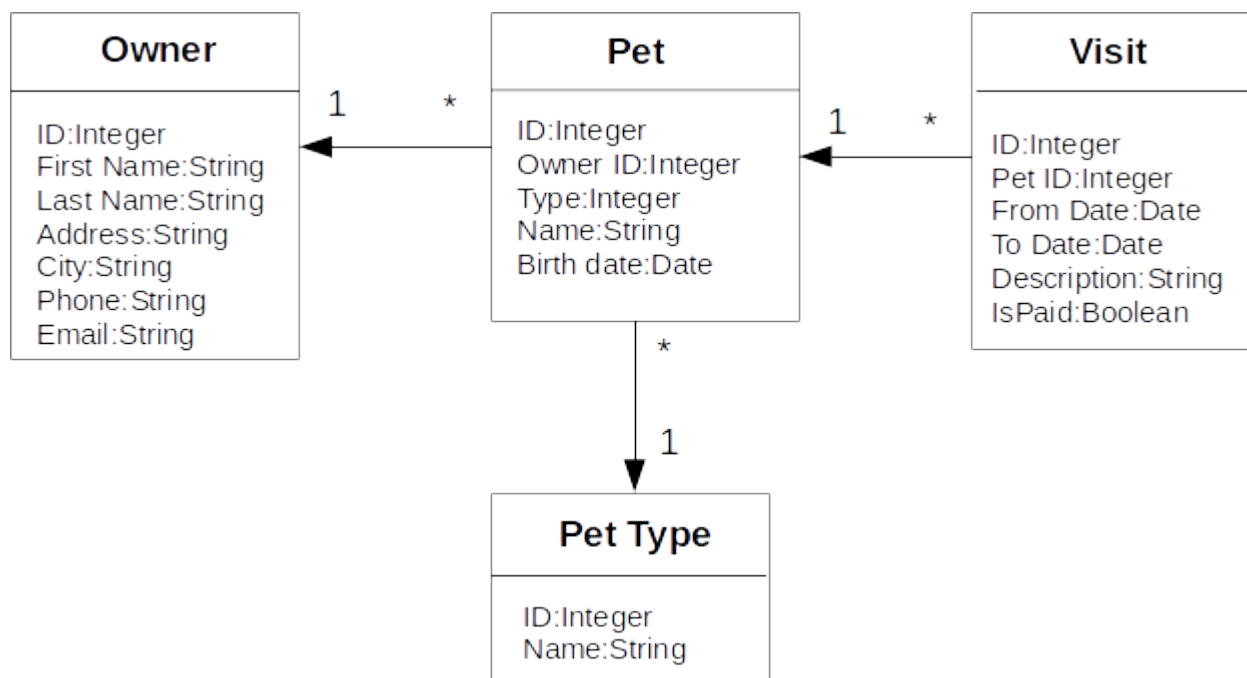 Owner
ID:Integer
First Name:String
Last Name:String
Address:String
City:String
Phone:String
Email:String
1
*
Pet
ID:Integer
Owner ID:Integer
Type:Integer
Name:String
Birth date:Date
1
*
Visit
ID:Integer
Pet ID:Integer
From Date:Date
To Date:Date
Description:String
IsPaid:Boolean
*
1
Pet Type
ID:Integer
Name:String